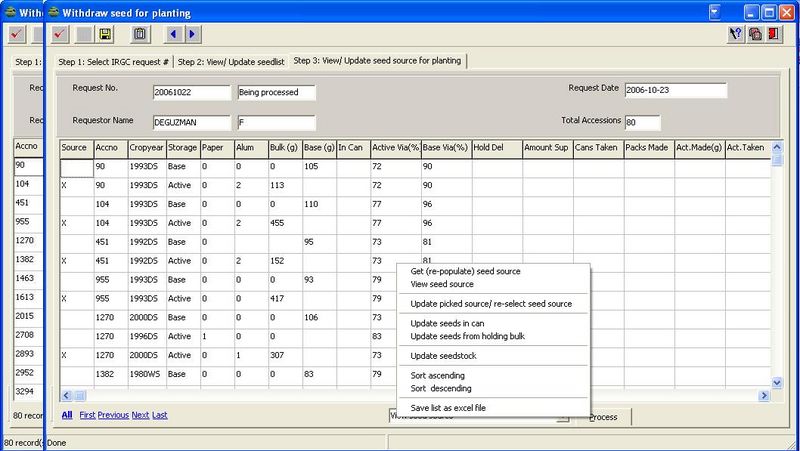 Withd
Withdraw seed for planting
Step 1:
Step 1: Select IRGC request #
Step 2: View/ Update seedlist
Step 3: View/ Update seed source for planting
Rec
Request No.
20061022
Being processed
Request Date
2006-10-23
Rec
Requestor Name
DEGUZMAN
F
Total Accessions
80
Accno
Source Accno Cropyear Storage Paper Alum Bulk (g) Base (g) In Can Active Via(% Base Via(%) Hold Del Amount Sup Cans Taken Packs Made Act.Made(g) Act.Taken
90
90 1993DS Base 0 0 0 105 72 90
104
X 90 1993DS Active 0 2 113 72 90
451
104 1993DS Base 0 0 0 110 77 96
955
X 104 1993DS Active 0 2 455 77 96
1270
451 1992DS Base 95 73 81
1382
X 451 1992DS Active 0 2 152 73 81
1463
955 1993DS Base 0 0 0 93 79
1613
X 955 1993DS Active 0 0 417 79
2015
1270 2000DS Base 0 0 0 106 73
2708
1270 1996DS Active 1 83
2893
X 1270 2000DS Active 0 1 307 73
2952
1382 1980WS Base 0 0 0 83 79
3294
Get (re-populate) seed source
View seed source
Update picked source/ re-select seed source
Update seeds in can
Update seeds from holding bulk
Update seedstock
Sort ascending
Sort descending
Save list as excel file
80 record
All First Previous Next Last
View seed source
Process
80 record(s
Done